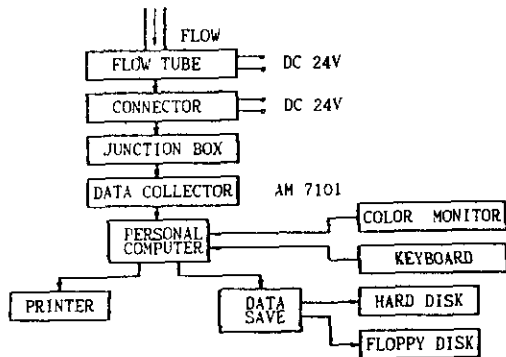 FLOW
FLOW TUBE DC 24V
CONNECTOR DC 24V
JUNCTION BOX
DATA COLLECTOR AM 7101
PERSONAL
COMPUTER
COLOR MONITOR
KEYBOARD
PRINTER
DATA
SAVE
HARD DISK
FLOPPY DISK